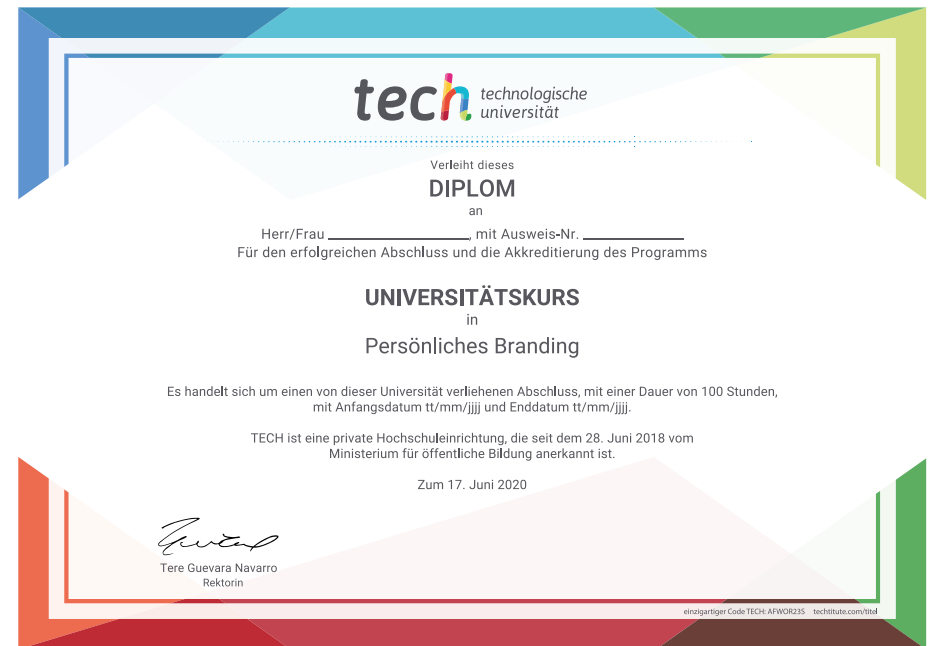 tech technologische
universität
Verleiht dieses
DIPLOM
an
Herr/Frau ____________________, mit Ausweis-Nr. ______________
Für den erfolgreichen Abschluss und die Akkreditierung des Programms
UNIVERSITÄTSKURS
in
Persönliches Branding
Es handelt sich um einen von dieser Universität verliehenen Abschluss, mit einer Dauer von 100 Stunden,
mit Anfangsdatum tt/mm/jjjj und Enddatum tt/mm/jjjj.
TECH ist eine private Hochschuleinrichtung, die seit dem 28. Juni 2018 vom
Ministerium für öffentliche Bildung anerkannt ist.
Zum 17. Juni 2020
Tere Guevara Navarro
Rektorin
einzigartiger Code TECH: AFWOR23S techtitute.com/titel